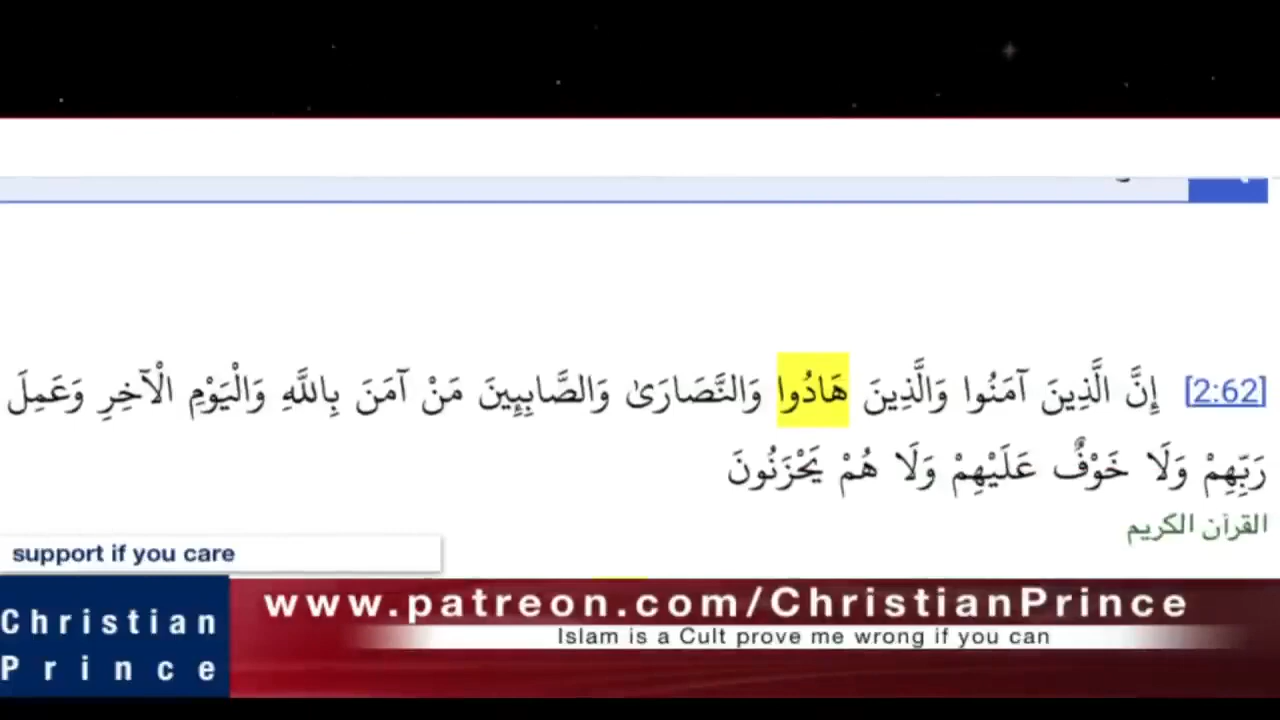 [2:62] إِنَّ الَّذِينَ آمَنُوا وَالَّذِينَ هَادُوا وَالنَّصَارَىٰ وَالصَّابِئِينَ مَنْ آمَنَ بِاللَّهِ وَالْيَوْمِ الْآخِرِ وَعَمِلَ
رَبِّهِمْ وَلَا خَوْفٌ عَلَيْهِمْ وَلَا هُمْ يَحْزَنُونَ
القرآن الكريم
support if you care
Christian
Prince
www.patreon.com/ChristianPrince
Islam is a Cult prove me wrong if you can